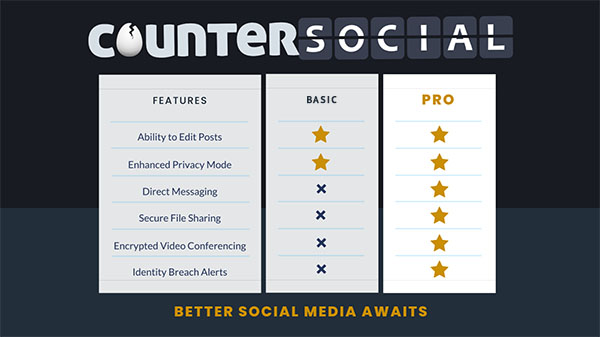 COUNTERSOCIAL
FEATURES BASIC PRO
Ability to Edit Posts
Enhanced Privacy Mode
Direct Messaging
Secure File Sharing
Encrypted Video Conferencing
Identity Breach Alerts
BETTER SOCIAL MEDIA AWAITS